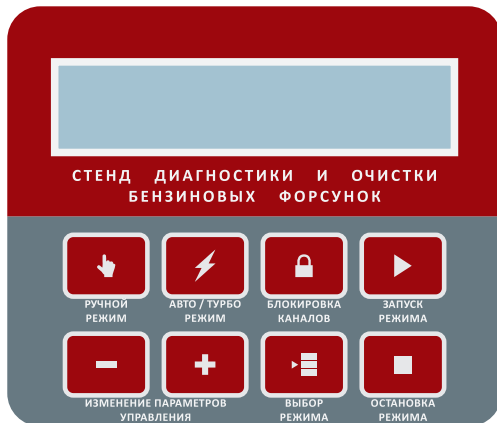 СТЕНД ДИАГНОСТИКИ И ОЧИСТКИ
БЕНЗИНОВЫХ ФОРСУНОК
РУЧНОЙ
РЕЖИМ
АВТО / ТУРБО
РЕЖИМ
БЛОКИРОВКА
КАНАЛОВ
ЗАПУСК
РЕЖИМА
ИЗМЕНЕНИЕ ПАРАМЕТРОВ
УПРАВЛЕНИЯ
ВЫБОР
РЕЖИМА
ОСТАНОВКА
РЕЖИМА